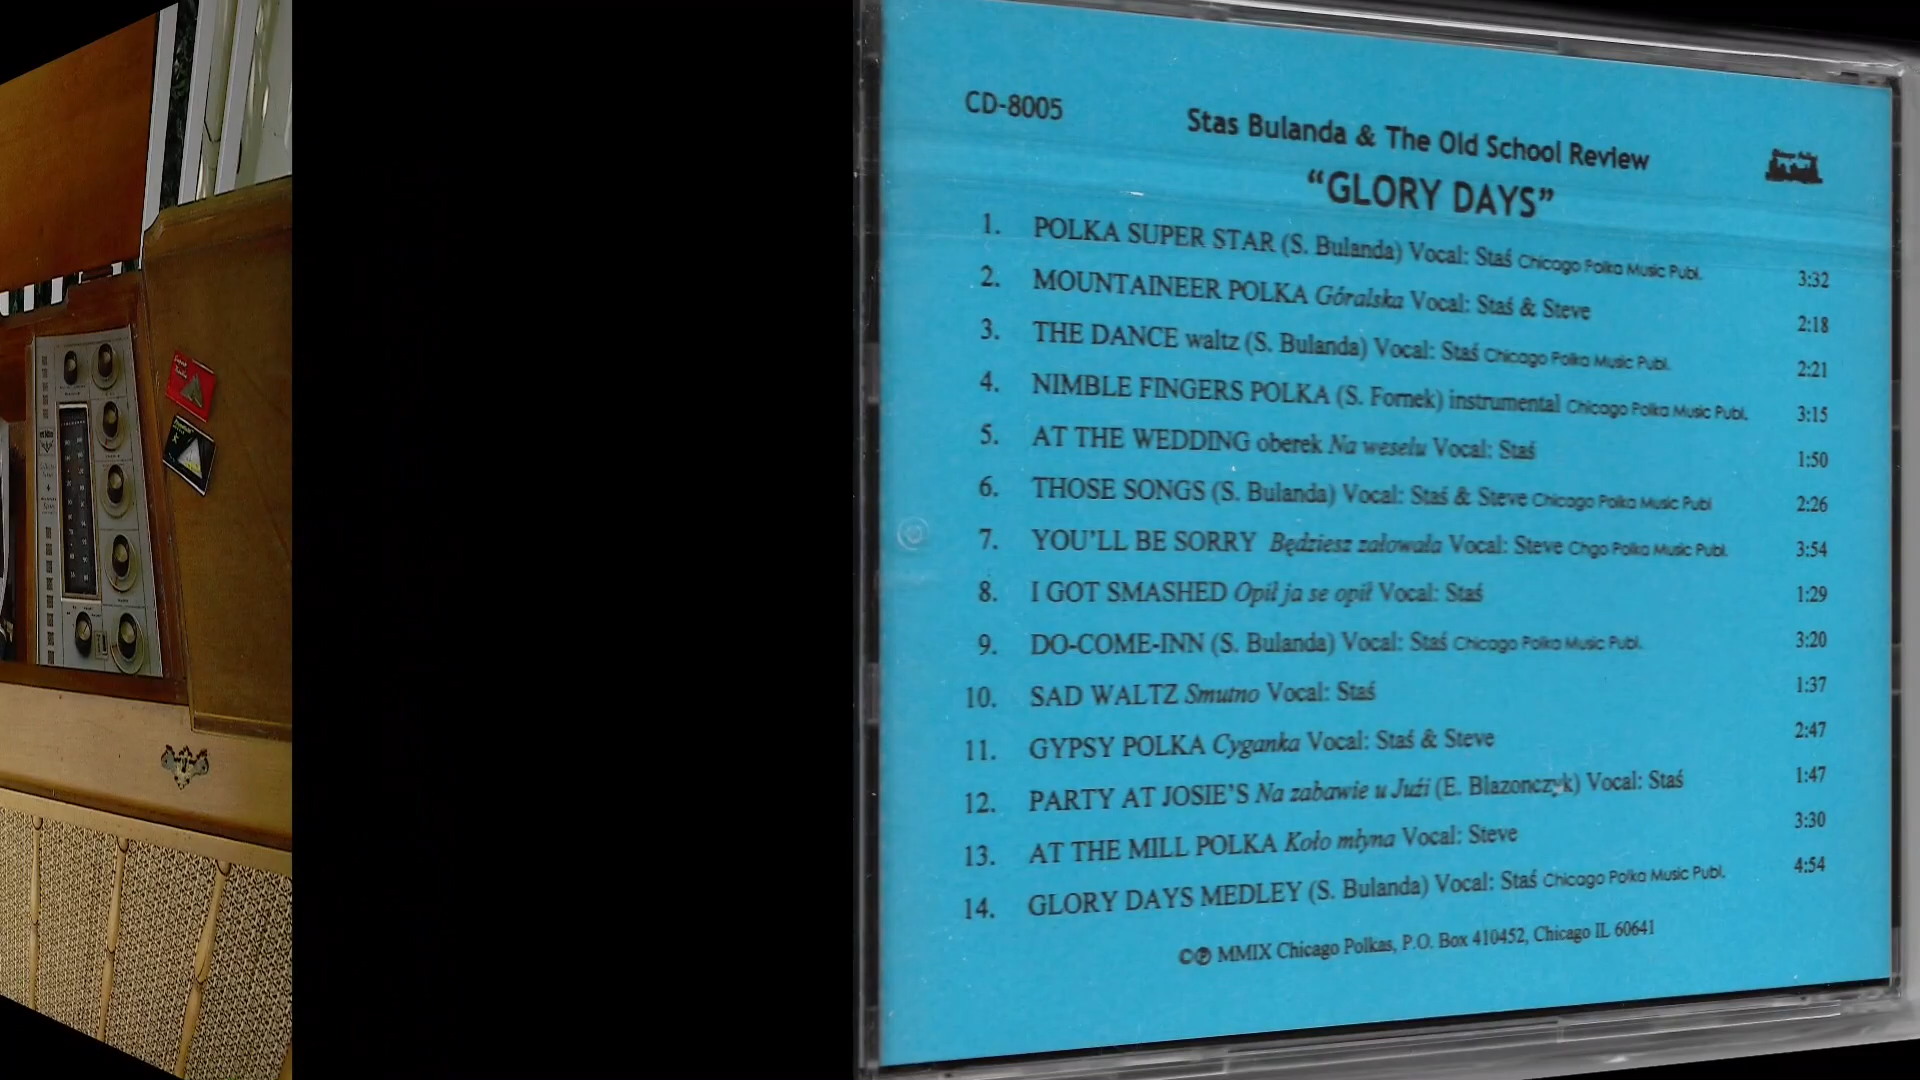 CD-8005
Stas Bulanda & The Old School Review
“GLORY DAYS”
1. POLKA SUPER STAR (S. Bulanda) Vocal: Staś Chicago Polka Music Publ. 3:32
2. MOUNTAINEER POLKA Góralska Vocal: Staś & Steve 2:18
3. THE DANCE waltz (S. Bulanda) Vocal: Staś Chicago Polka Music Publ. 2:21
4. NIMBLE FINGERS POLKA (S. Fornek) instrumental Chicago Polka Music Publ. 3:15
5. AT THE WEDDING oberek Na weselu Vocal: Staś 1:50
6. THOSE SONGS (S. Bulanda) Vocal: Staś & Steve Chicago Polka Music Publ 2:26
7. YOU’LL BE SORRY Będziesz załowała Vocal: Steve Chgo Polka Music Publ. 3:54
8. I GOT SMASHED Opił ja se opił Vocal: Staś 1:29
9. DO-COME-INN (S. Bulanda) Vocal: Staś Chicago Polka Music Publ. 3:20
10. SAD WALTZ Smutno Vocal: Staś 1:37
11. GYPSY POLKA Cyganka Vocal: Staś & Steve 2:47
12. PARTY AT JOSIE’S Na zabawie u Juźi (E. Blazonczyk) Vocal: Staś 1:47
13. AT THE MILL POLKA Koło młyna Vocal: Steve 3:30
14. GLORY DAYS MEDLEY (S. Bulanda) Vocal: Staś Chicago Polka Music Publ. 4:54
©℗ MMIX Chicago Polkas, P.O. Box 410452, Chicago IL 60641